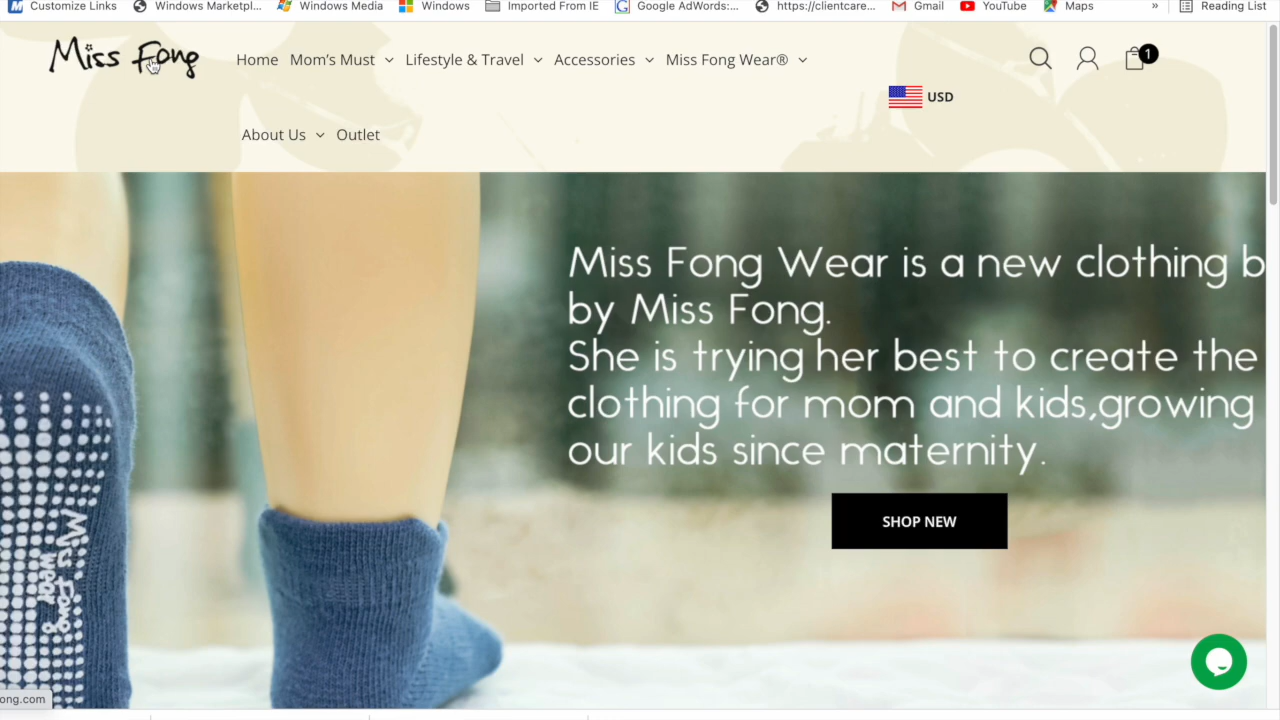 Customize Links
Windows Marketpl...
Windows Media
Windows
Imported From IE
Google AdWords:...
https://clientcare...
Gmail
YouTube
Maps
»
Reading List
Miss Fong
Home
Mom's Must
Lifestyle & Travel
Accessories
Miss Fong Wear®
1
USD
About Us
Outlet
Miss Fong Wear is a new clothing b
by Miss Fong.
She is trying her best to create the
clothing for mom and kids,growing
our kids since maternity.
SHOP NEW
Miss Fong
wear
ong.com